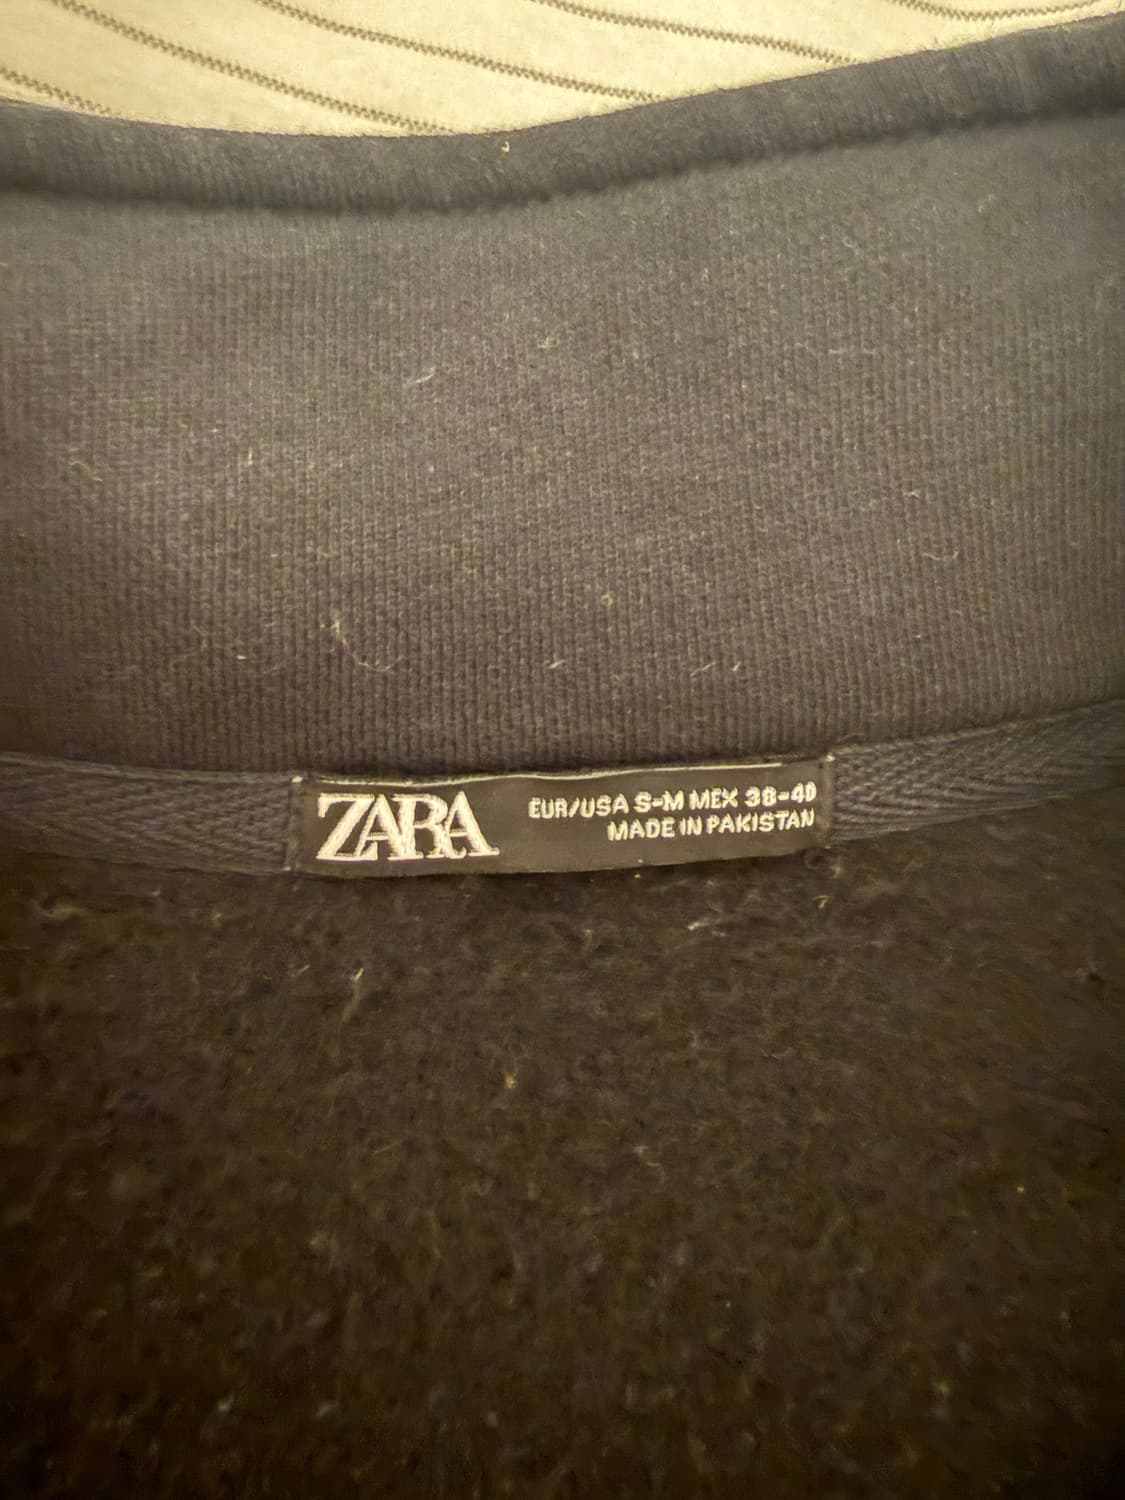 ZARA
EUR/USA S-M MEX 38-40
MADE IN PAKISTAN